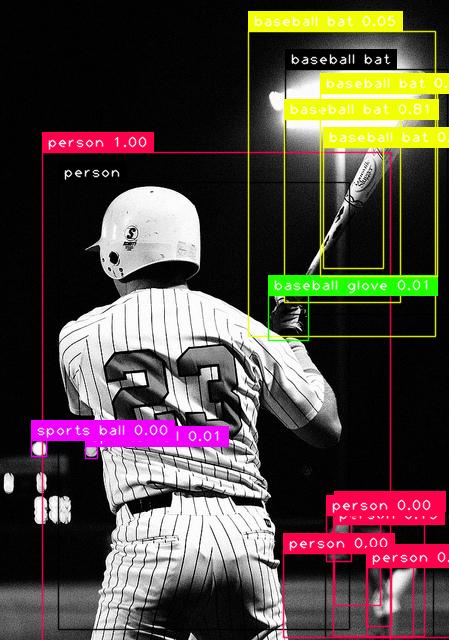 baseball bat 0.05
baseball bat
baseball bat 0.
baseball bat 0.81
baseball bat 0
person 1.00
person
S
baseball glove 0.01
23
sports ball 0.00
l 0.01
person 0.00
person 0.00
person 0.